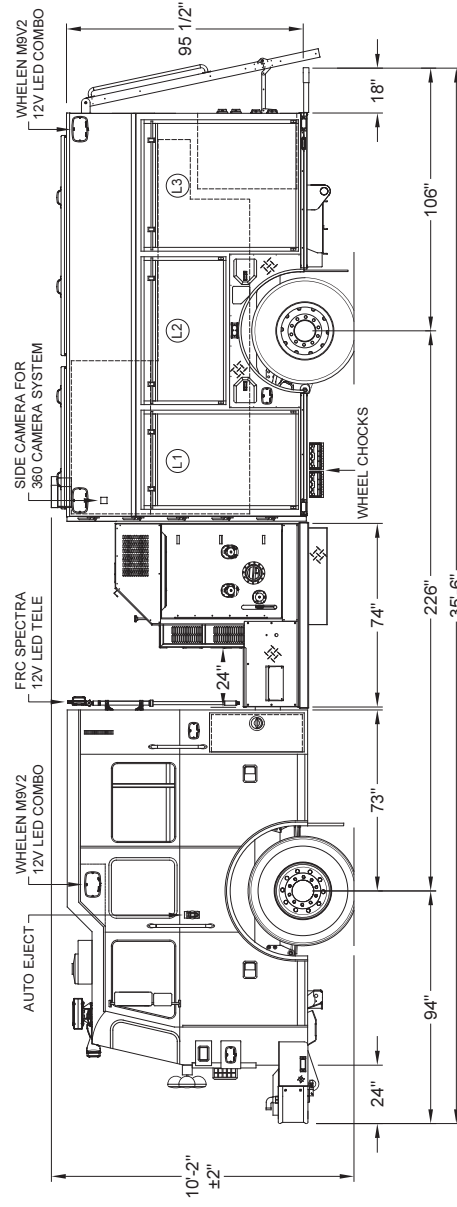 WHELEN M9V2
12V LED COMBO
AUTO EJECT
FRC SPECTRA
12V LED TELE
SIDE CAMERA FOR
360 CAMERA SYSTEM
WHELEN M9V2
12V LED COMBO
10'-2"
±2"
95 1/2"
L1
L2
L3
24"
WHEEL CHOCKS
24"
73"
74"
18"
94"
226"
106"
35'-6"